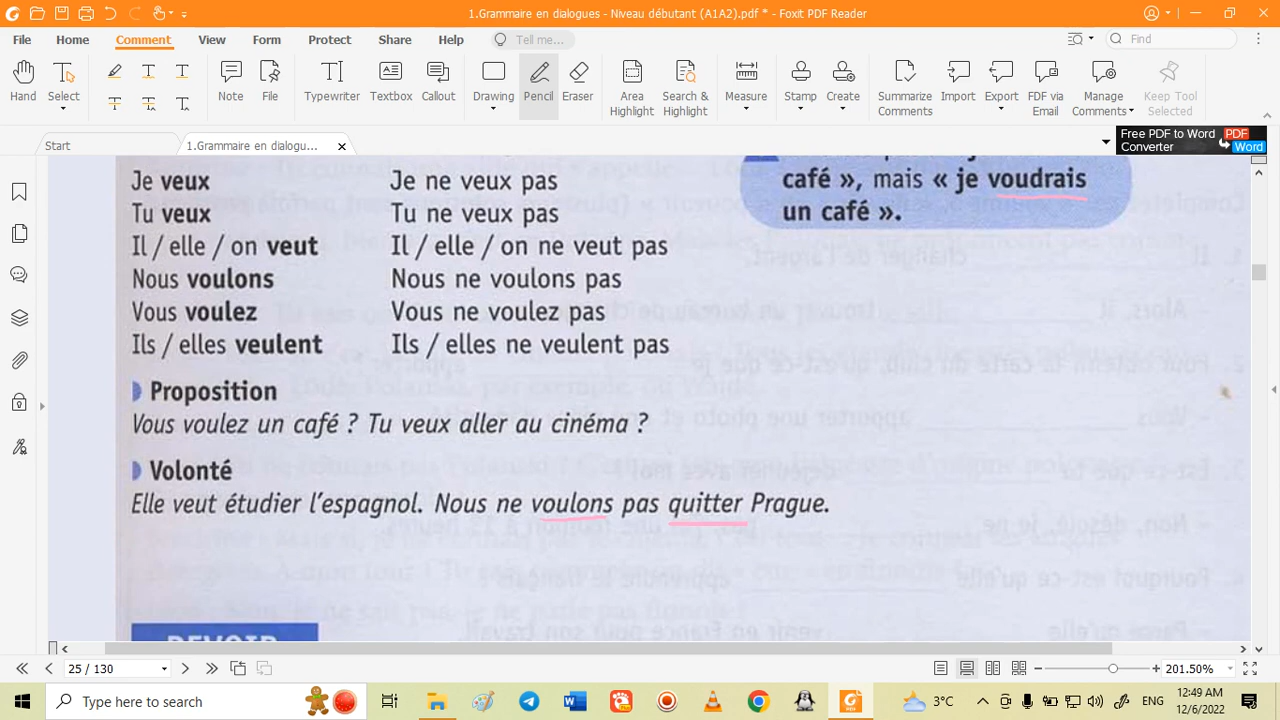 1.Grammaire en dialogues - Niveau débutant (A1A2).pdf * - Foxit PDF Reader
File Home Comment View Form Protect Share Help Tell me... Find
Hand Select Note File Typewriter Textbox Callout Drawing Pencil Eraser Area Highlight Search & Highlight Measure Stamp Create Summarize Comments Import Export PDF via Email Manage Comments Keep Tool Selected
Start 1.Grammaire en dialogu...
Free PDF to Word Converter PDF Word
Je veux Je ne veux pas
café », mais « je voudrais
Tu veux Tu ne veux pas
un café ».
Il / elle / on veut Il / elle / on ne veut pas
Nous voulons Nous ne voulons pas
Vous voulez Vous ne voulez pas
Ils / elles veulent Ils / elles ne veulent pas
Proposition
Vous voulez un café ? Tu veux aller au cinéma ?
Volonté
Elle veut étudier l'espagnol. Nous ne voulons pas quitter Prague.
DEVOIR
25 / 130 201.50%
Type here to search 3°C ENG 12:49 AM
12/6/2022